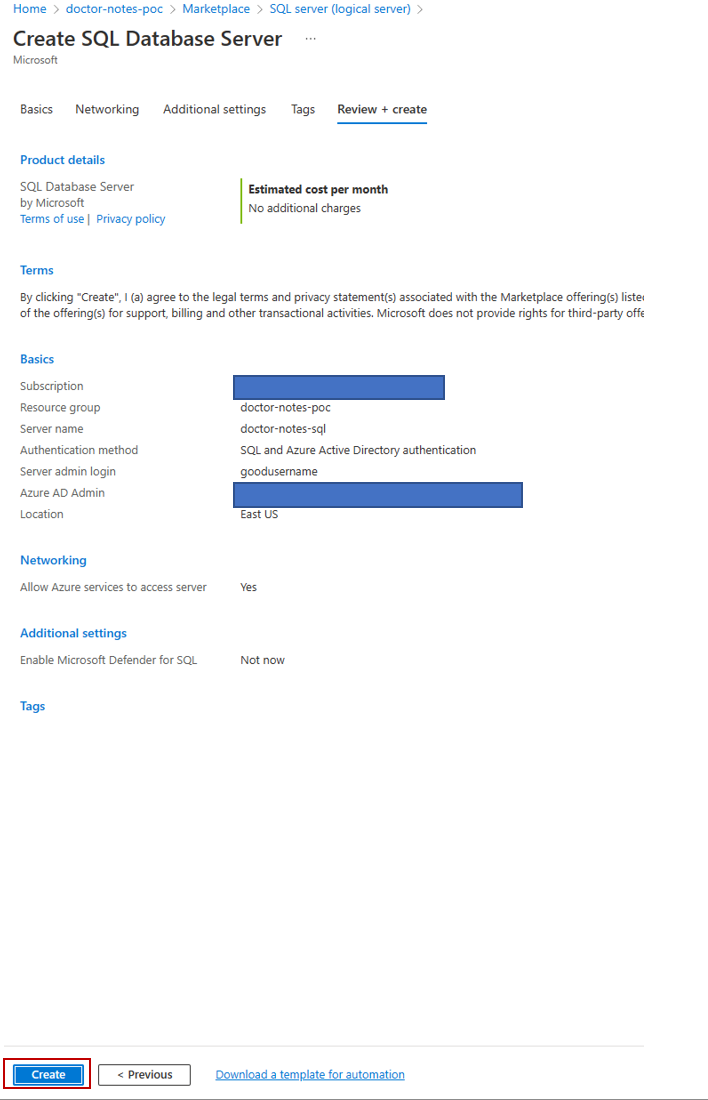 Home > doctor-notes-poc > Marketplace > SQL server (logical server) >
Create SQL Database Server ...
Microsoft
Basics Networking Additional settings Tags Review + create
Product details
SQL Database Server
by Microsoft
Terms of use | Privacy policy
Estimated cost per month
No additional charges
Terms
By clicking "Create", I (a) agree to the legal terms and privacy statement(s) associated with the Marketplace offering(s) listed
of the offering(s) for support, billing and other transactional activities. Microsoft does not provide rights for third-party offe
Basics
Subscription
Resource group doctor-notes-poc
Server name doctor-notes-sql
Authentication method SQL and Azure Active Directory authentication
Server admin login goodusername
Azure AD Admin
Location East US
Networking
Allow Azure services to access server Yes
Additional settings
Enable Microsoft Defender for SQL Not now
Tags
Create < Previous Download a template for automation